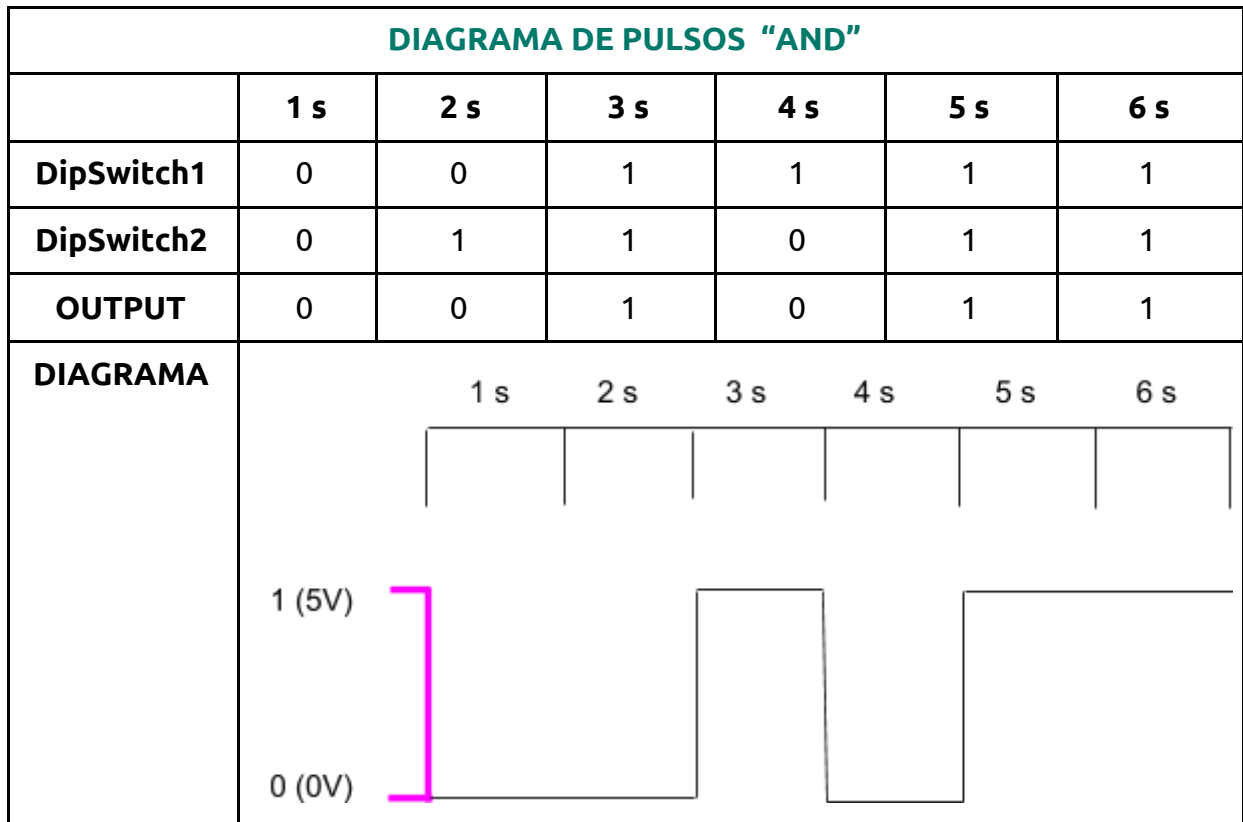 DIAGRAMA DE PULSOS “AND”
1 s 2 s 3 s 4 s 5 s 6 s
DipSwitch1 0 0 1 1 1 1
DipSwitch2 0 1 1 0 1 1
OUTPUT 0 0 1 0 1 1
DIAGRAMA
1 s 2 s 3 s 4 s 5 s 6 s
1 (5V)
0 (0V)